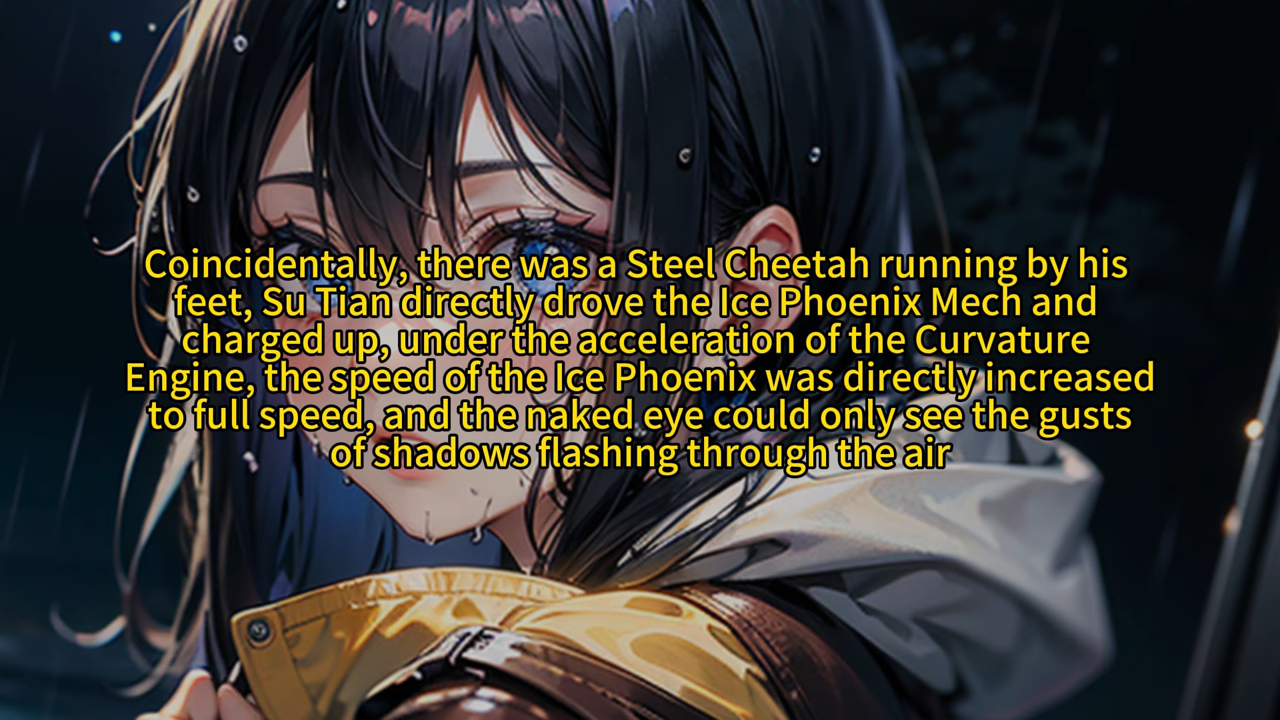 Coincidentally, there was a Steel Cheetah running by his
feet, Su Tian directly drove the Ice Phoenix Mech and
charged up, under the acceleration of the Curvature
Engine, the speed of the Ice Phoenix was directly increased
to full speed, and the naked eye could only see the gusts
of shadows flashing through the air